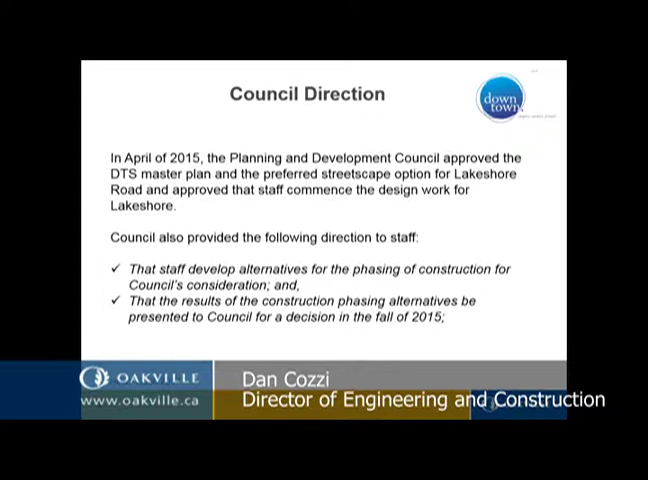 Council Direction
down
town
In April of 2015, the Planning and Development Council approved the
DTS master plan and the preferred streetscape option for Lakeshore
Road and approved that staff commence the design work for
Lakeshore.
Council also provided the following direction to staff:
✓ That staff develop alternatives for the phasing of construction for
Council's consideration; and,
✓ That the results of the construction phasing alternatives be
presented to Council for a decision in the fall of 2015;
OAKVILLE
www.oakville.ca
Dan Cozzi
Director of Engineering and Construction